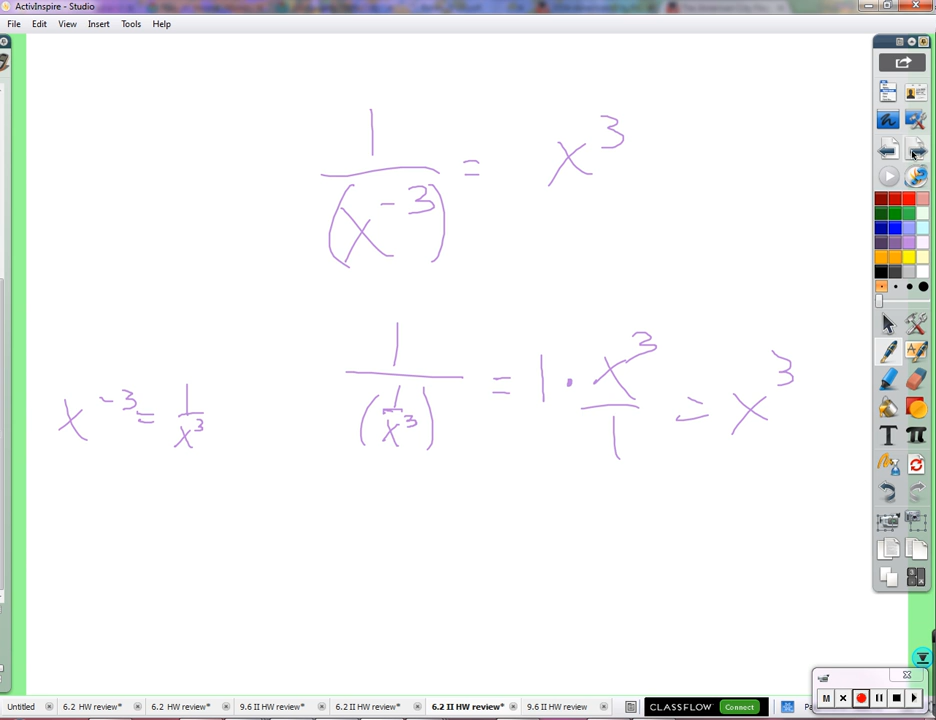 ActivInspire - Studio
File Edit View Insert Tools Help
1/(x^-3) = x^3
x^-3 = 1/x^3
1/(1/x^3) = 1 · x^3/1 = x^3
Untitled 6.2 HW review* 6.2 HW review* 9.6 II HW review* 6.2 II HW review* 6.2 II HW review* 9.6 II HW review CLASSFLOW Connect